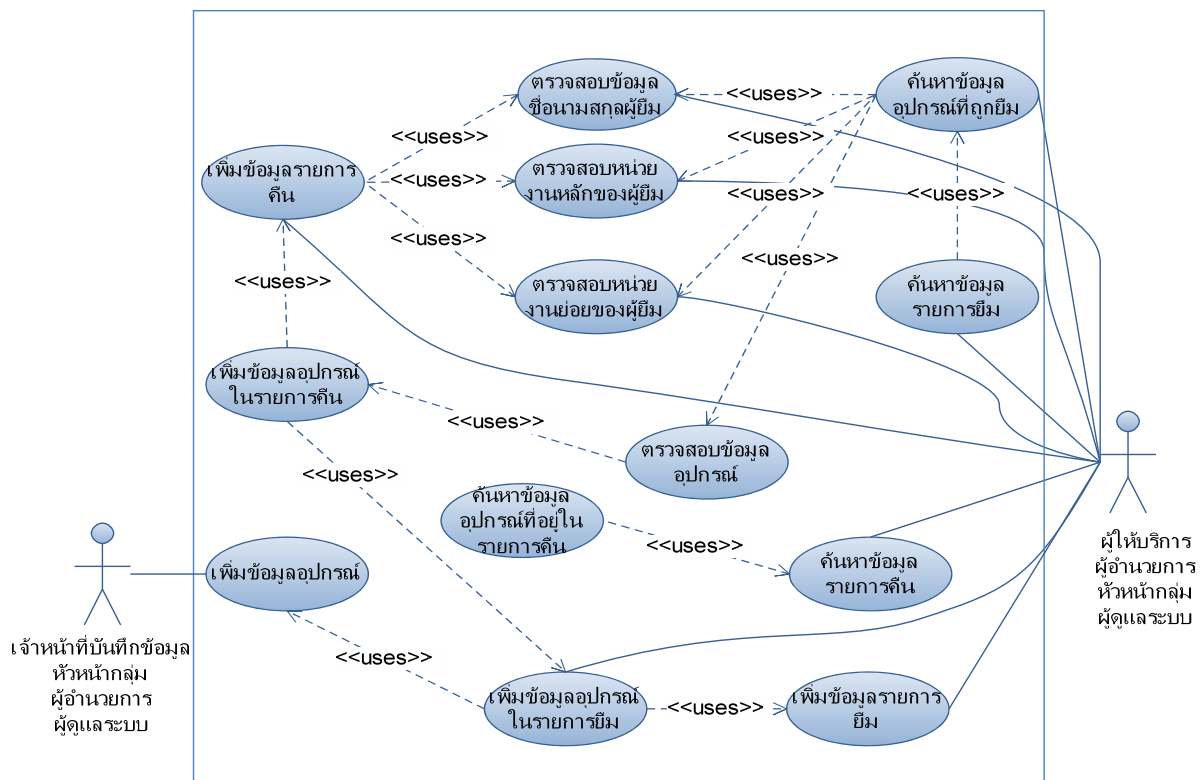 ตรวจสอบข้อมูล
ชื่อนามสกุลผู้ยืม
<<uses>>
ค้นหาข้อมูล
อุปกรณ์ที่ถูกยืม
<<uses>>
<<uses>>
เพิ่มข้อมูลรายการ
คืน
<<uses>>
ตรวจสอบหน่วย
งานหลักของผู้ยืม
<<uses>>
<<uses>>
<<uses>>
<<uses>>
<<uses>>
ตรวจสอบหน่วย
งานย่อยของผู้ยืม
ค้นหาข้อมูล
รายการยืม
เพิ่มข้อมูลอุปกรณ์
ในรายการคืน
<<uses>>
ตรวจสอบข้อมูล
อุปกรณ์
<<uses>>
ค้นหาข้อมูล
อุปกรณ์ที่อยู่ใน
รายการคืน
<<uses>>
ค้นหาข้อมูล
รายการคืน
ผู้ให้บริการ
ผู้อำนวยการ
หัวหน้ากลุ่ม
ผู้ดูแลระบบ
เพิ่มข้อมูลอุปกรณ์
เจ้าหน้าที่บันทึกข้อมูล
หัวหน้ากลุ่ม
ผู้อำนวยการ
ผู้ดูแลระบบ
<<uses>>
เพิ่มข้อมูลอุปกรณ์
ในรายการยืม
<<uses>>
เพิ่มข้อมูลรายการ
ยืม